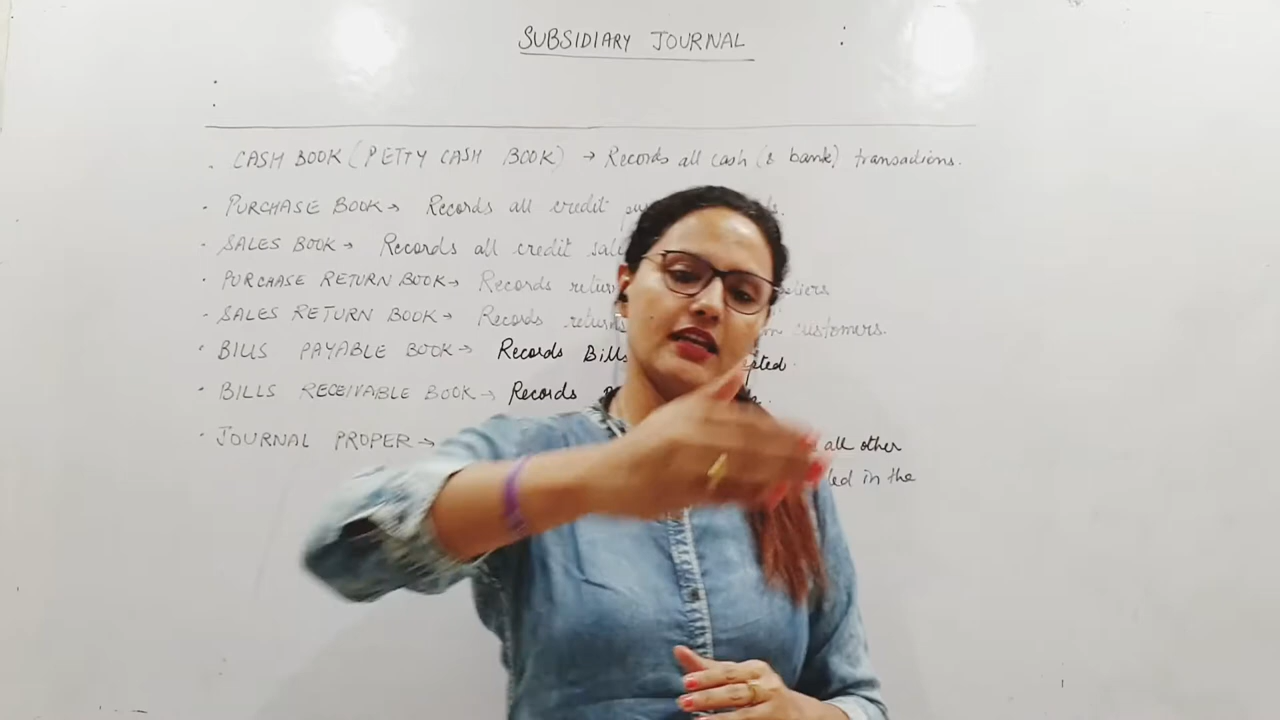 SUBSIDIARY JOURNAL
CASH BOOK (PETTY CASH BOOK) → Records all cash (& bank) transactions.
PURCHASE BOOK → Records all credit
SALES BOOK → Records all credit
PURCHASE RETURN BOOK → Records
SALES RETURN BOOK → Records returns customers.
BILLS PAYABLE BOOK → Records Bills
BILLS RECEIVABLE BOOK → Records
JOURNAL PROPER → all other
in the